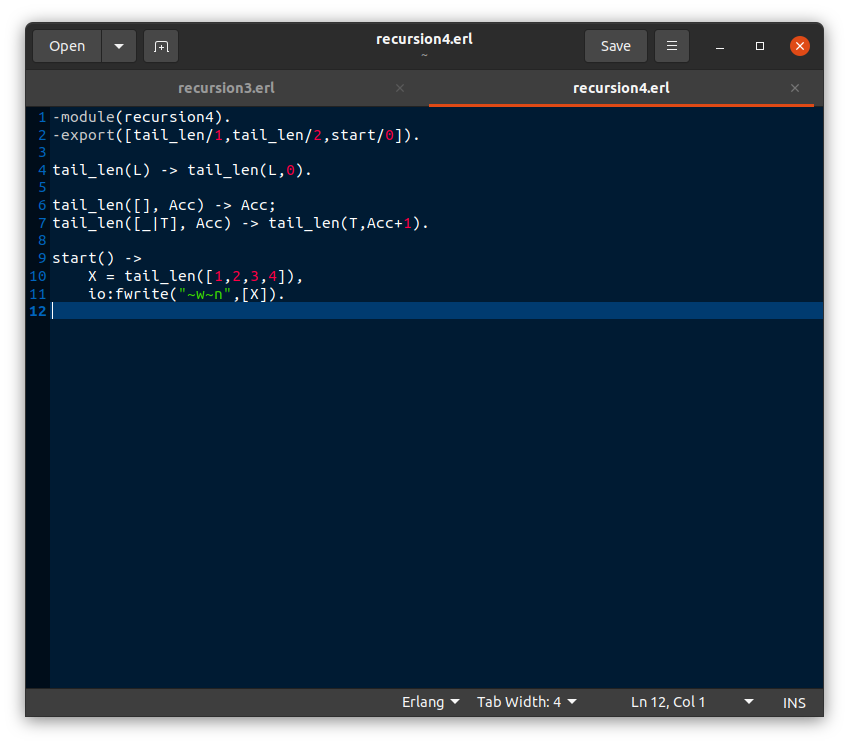 Open
recursion4.erl
~
Save
recursion3.erl
recursion4.erl
1 -module(recursion4).
2 -export([tail_len/1,tail_len/2,start/0]).
3
4 tail_len(L) -> tail_len(L,0).
5
6 tail_len([], Acc) -> Acc;
7 tail_len([_|T], Acc) -> tail_len(T,Acc+1).
8
9 start() ->
10     X = tail_len([1,2,3,4]),
11     io:fwrite("~w~n",[X]).
12
Erlang Tab Width: 4 Ln 12, Col 1 INS